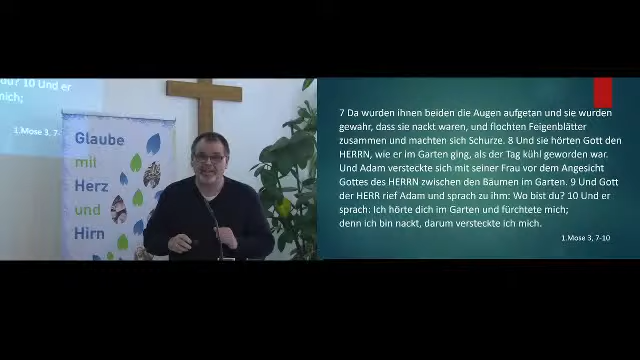 du? 10 Und er
mich;
1.Mose 3, 7-
Glaube
mit
Herz
und
Hirn
7 Da wurden ihnen beiden die Augen aufgetan und sie wurden
gewahr, dass sie nackt waren, und flochten Feigenblätter
zusammen und machten sich Schurze. 8 Und sie hörten Gott den
HERRN, wie er im Garten ging, als der Tag kühl geworden war.
Und Adam versteckte sich mit seiner Frau vor dem Angesicht
Gottes des HERRN zwischen den Bäumen im Garten. 9 Und Gott
der HERR rief Adam und sprach zu ihm: Wo bist du? 10 Und er
sprach: Ich hörte dich im Garten und fürchtete mich;
denn ich bin nackt, darum versteckte ich mich.
1.Mose 3, 7-10